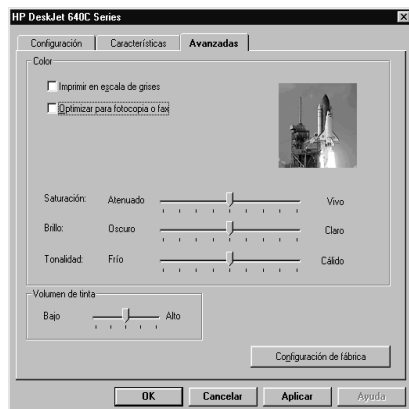 HP DeskJet 640C Series
Configuración Características Avanzadas
Color
Imprimir en escala de grises
Optimizar para fotocopia o fax
Saturación: Atenuado Vivo
Brillo: Oscuro Claro
Tonalidad: Frío Cálido
Volumen de tinta
Bajo Alto
Configuración de fábrica
OK Cancelar Aplicar Ayuda